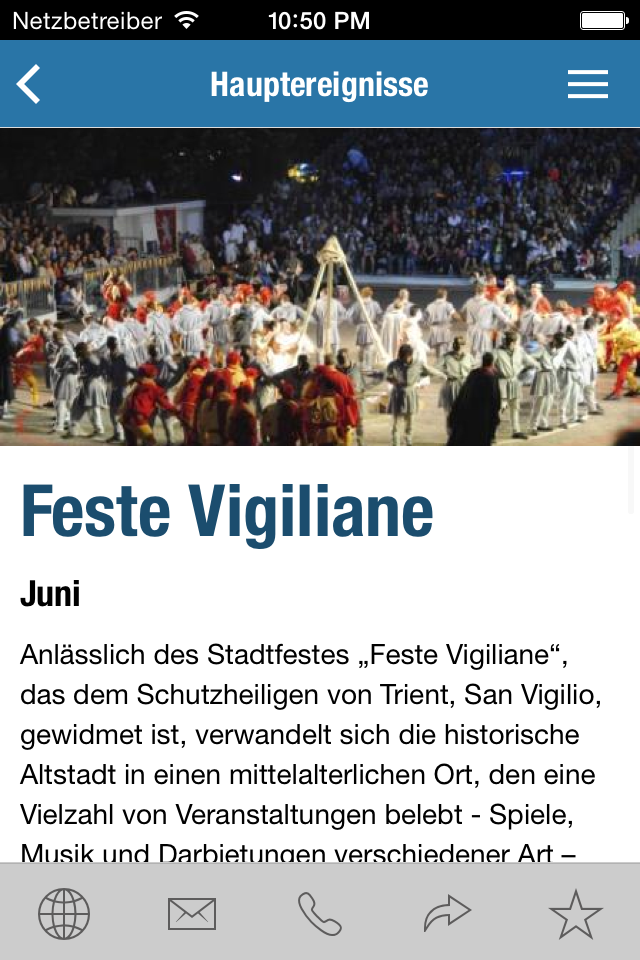 Netzbetreiber 10:50 PM
Hauptereignisse
Feste Vigiliane
Juni
Anlässlich des Stadtfestes „Feste Vigiliane“,
das dem Schutzheiligen von Trient, San Vigilio,
gewidmet ist, verwandelt sich die historische
Altstadt in einen mittelalterlichen Ort, den eine
Vielzahl von Veranstaltungen belebt - Spiele,
Musik und Darbietungen verschiedener Art –